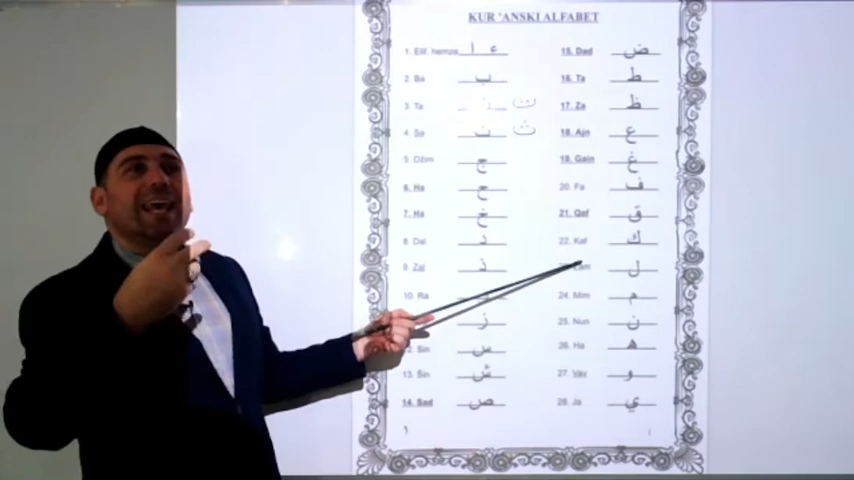 KUR'ANSKI ALFABET
1. Elif, hemze ا ء
2. Ba ب
3. Ta ت ت
4. Sa ث ث
5. Džim ج
6. Ha ح
7. Ha خ
8. Dal د
9. Zal ذ
10. Ra
ز
12. Sin س
13. Šin ش
14. Sad ص
15. Dad ض
16. Ta ط
17. Za ظ
18. Ajn ع
19. Gain غ
20. Fa ف
21. Qaf ق
22. Kaf ك
Lam ل
24. Mim م
25. Nun ن
26. Ha ه
27. Vav و
28. Ja ي
١